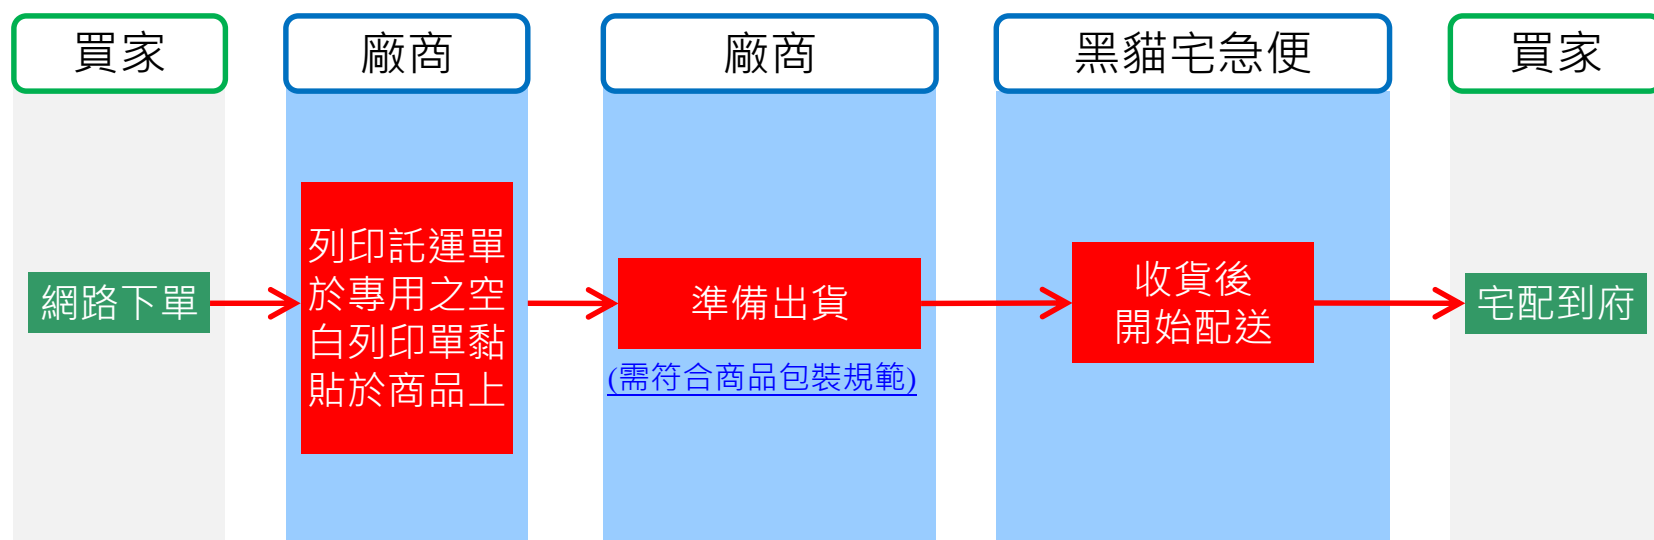 買家
廠商
廠商
黑貓宅急便
買家
網路下單
列印託運單
於專用之空
白列印單黏
貼於商品上
準備出貨
(需符合商品包裝規範)
收貨後
開始配送
宅配到府